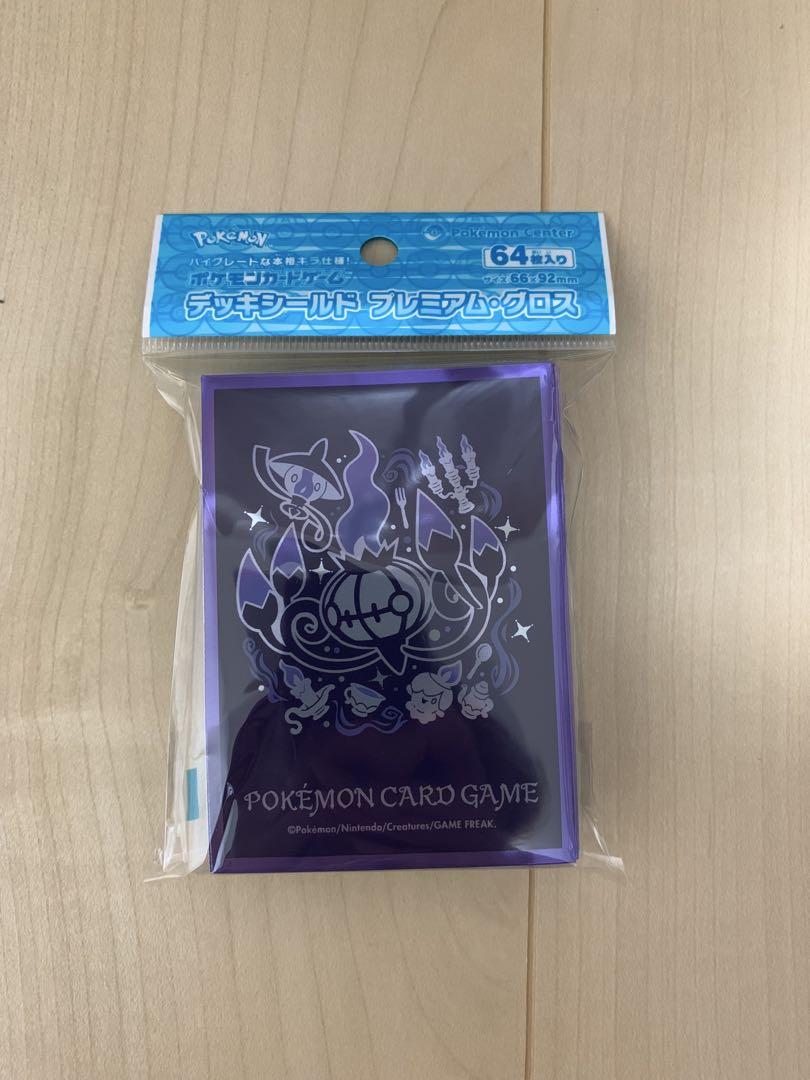 Pokémon
Pokémon Center
ハイグレードな本格キラ仕様!
64枚入り
ポケモンカードゲーム
サイズ66×92mm
デッキシールド プレミアム・グロス
POKÉMON CARD GAME
©Pokémon/Nintendo/Creatures/GAME FREAK.